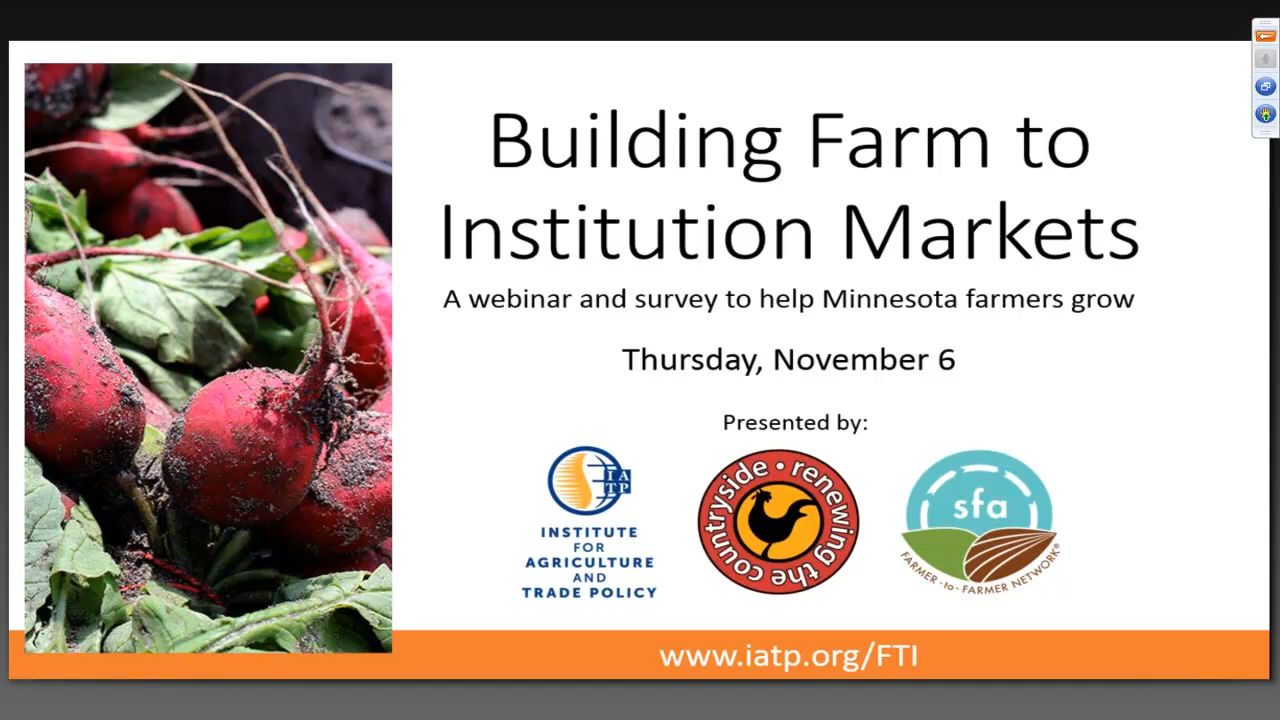 Building Farm to
Institution Markets
A webinar and survey to help Minnesota farmers grow
Thursday, November 6
Presented by:
I A
T P
INSTITUTE
FOR
AGRICULTURE
AND
TRADE POLICY
renewing the countryside •
sfa
FARMER -to- FARMER NETWORK®
www.iatp.org/FTI